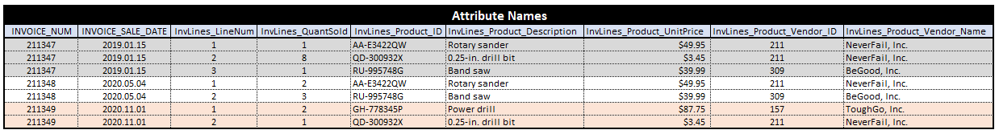 Attribute Names
INVOICE_NUM INVOICE_SALE_DATE InvLines_LineNum InvLines_QuantSold InvLines_Product_ID InvLines_Product_Description InvLines_Product_UnitPrice InvLines_Product_Vendor_ID InvLines_Product_Vendor_Name
211347 2019.01.15 1 1 AA-E3422QW Rotary sander $49.95 211 NeverFail, Inc.
211347 2019.01.15 2 8 QD-300932X 0.25-in. drill bit $3.45 211 NeverFail, Inc.
211347 2019.01.15 3 1 RU-995748G Band saw $39.99 309 BeGood, Inc.
211348 2020.05.04 1 2 AA-E3422QW Rotary sander $49.95 211 NeverFail, Inc.
211348 2020.05.04 2 3 RU-995748G Band saw $39.99 309 BeGood, Inc.
211349 2020.11.01 1 2 GH-778345P Power drill $87.75 157 ToughGo, Inc.
211349 2020.11.01 2 1 QD-300932X 0.25-in. drill bit $3.45 211 NeverFail, Inc.